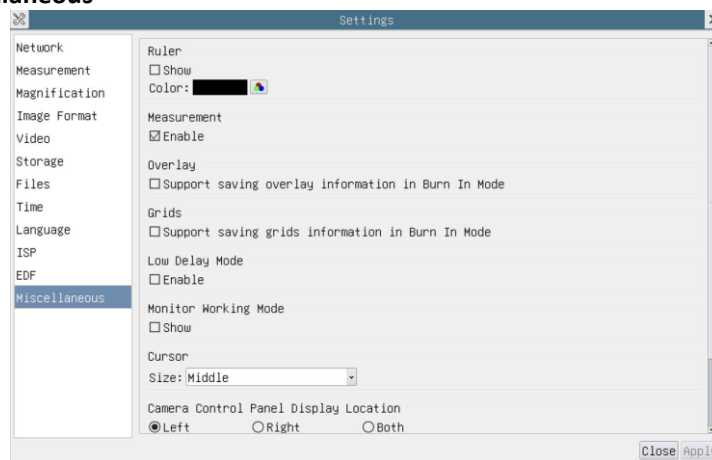 Settings
Network
Measurement
Magnification
Image Format
Video
Storage
Files
Time
Language
ISP
EDF
Miscellaneous
Ruler
Show
Color:
Measurement
Enable
Overlay
Support saving overlay information in Burn In Mode
Grids
Support saving grids information in Burn In Mode
Low Delay Mode
Enable
Monitor Working Mode
Show
Cursor
Size: Middle
Camera Control Panel Display Location
Left Right Both
Close